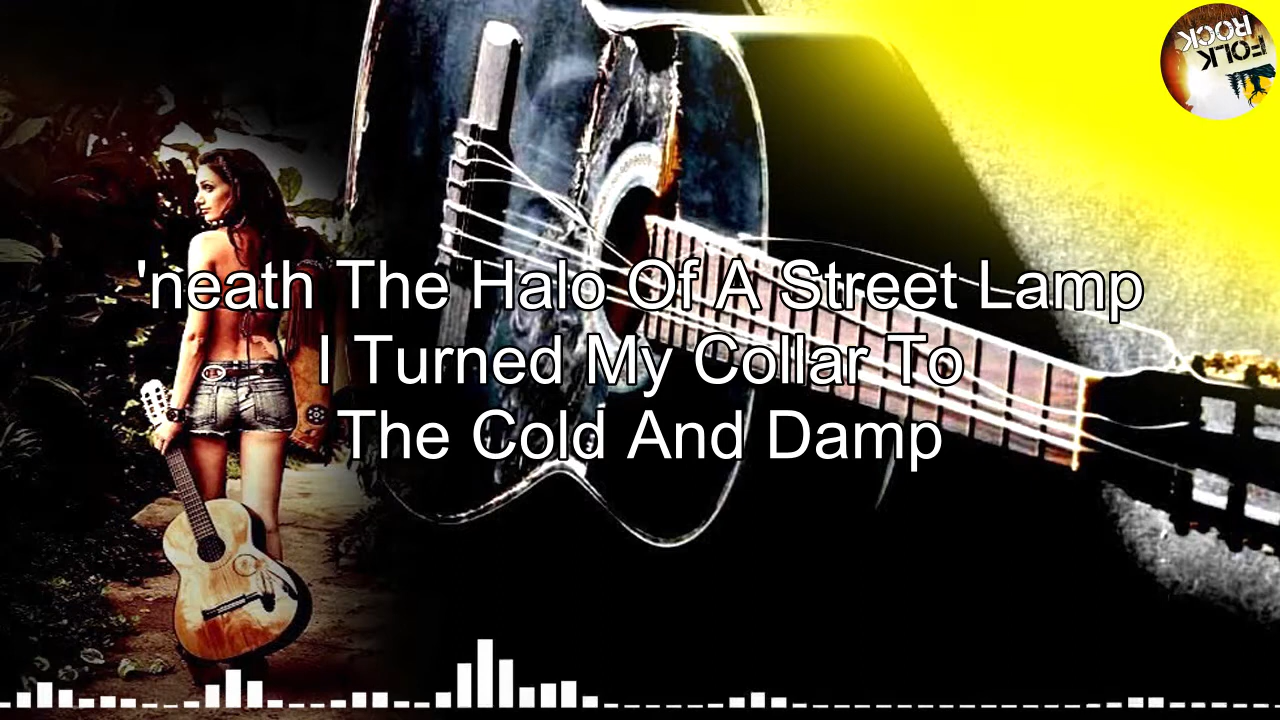 ROCK
FOLK
'neath The Halo Of A Street Lamp
I Turned My Collar To
The Cold And Damp